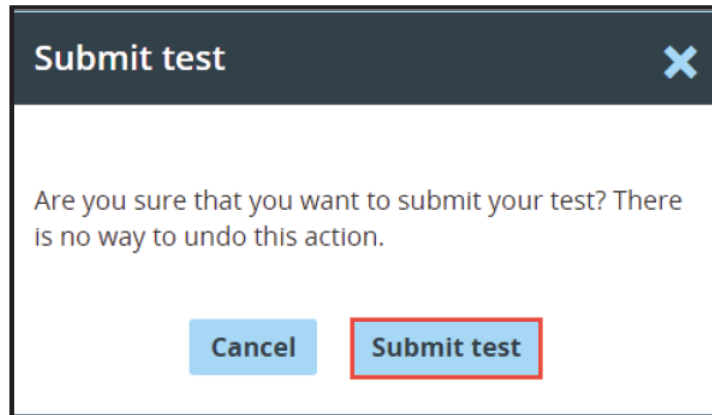 Submit test
Are you sure that you want to submit your test? There
is no way to undo this action.
Cancel
Submit test